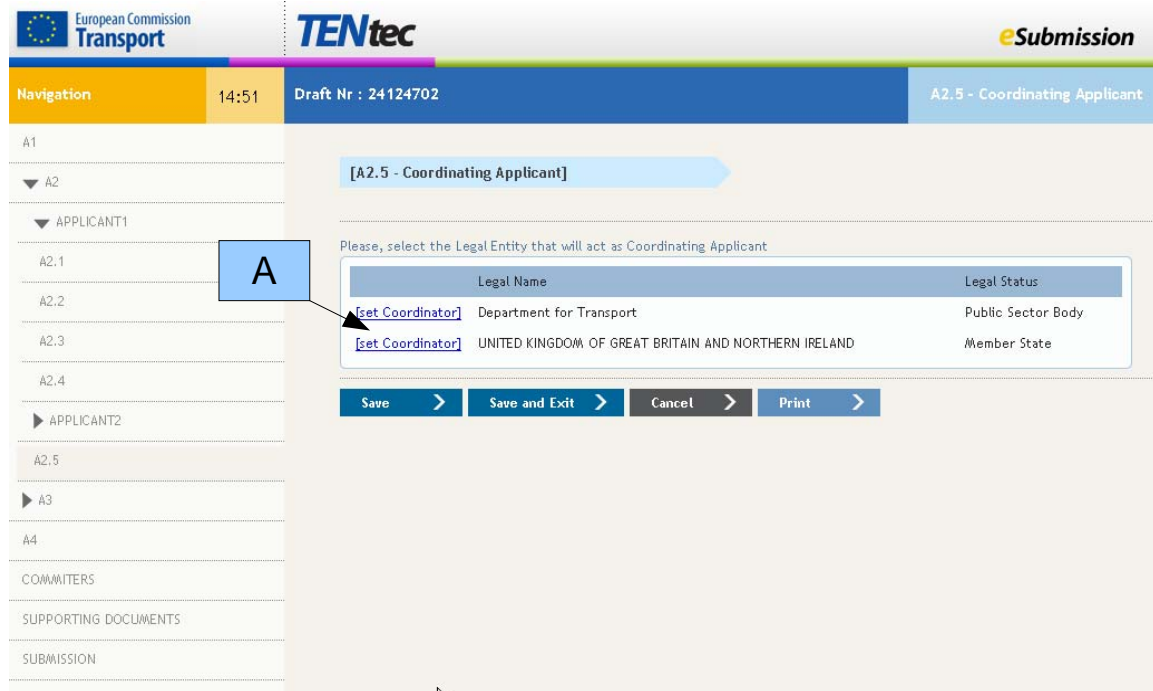 European Commission
Transport
TENtec
eSubmission
Navigation 14:51 Draft Nr : 24124702 A2.5 - Coordinating Applicant
A1
[A2.5 - Coordinating Applicant]
A2
APPLICANT1
Please, select the Legal Entity that will act as Coordinating Applicant
A2.1
A
Legal Name Legal Status
A2.2
[set Coordinator] Department for Transport Public Sector Body
A2.3
[set Coordinator] UNITED KINGDOM OF GREAT BRITAIN AND NORTHERN IRELAND Member State
A2.4
Save Save and Exit Cancel Print
APPLICANT2
A2.5
A3
A4
COMMITERS
SUPPORTING DOCUMENTS
SUBMISSION